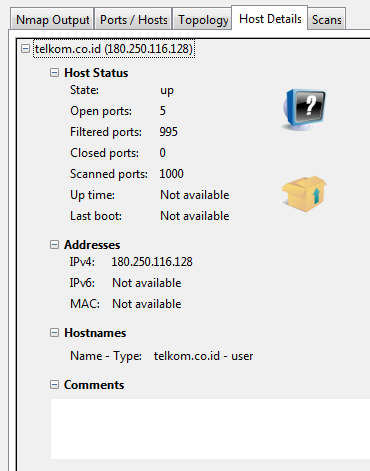 Nmap Output Ports / Hosts Topology Host Details Scans
telkom.co.id (180.250.116.128)
Host Status
State: up
Open ports: 5
Filtered ports: 995
Closed ports: 0
Scanned ports: 1000
Up time: Not available
Last boot: Not available
Addresses
IPv4: 180.250.116.128
IPv6: Not available
MAC: Not available
Hostnames
Name - Type: telkom.co.id - user
Comments